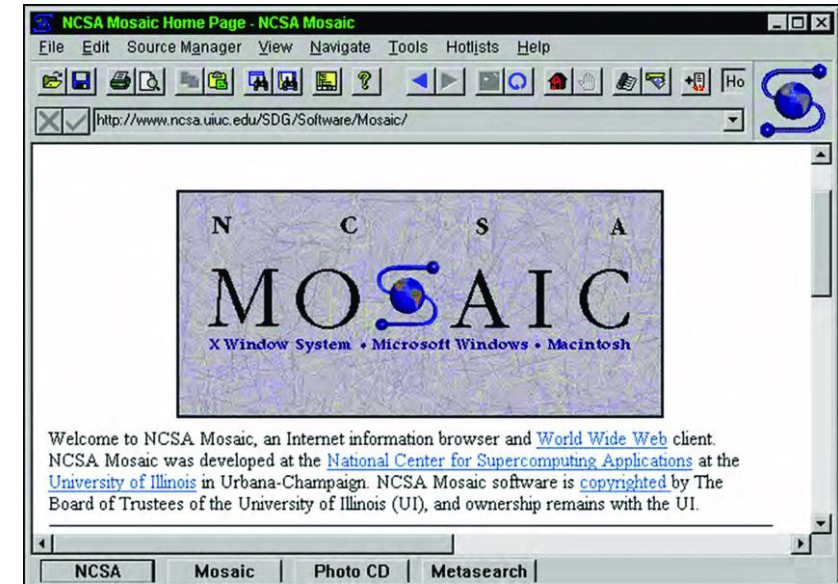 NCSA Mosaic Home Page - NCSA Mosaic
File Edit Source Manager View Navigate Tools Hotlists Help
Ho
http://www.ncsa.uiuc.edu/SDG/Software/Mosaic/
N C S A
MOSAIC
X Window System • Microsoft Windows • Macintosh
Welcome to NCSA Mosaic, an Internet information browser and World Wide Web client.
NCSA Mosaic was developed at the National Center for Supercomputing Applications at the
University of Illinois in Urbana-Champaign. NCSA Mosaic software is copyrighted by The
Board of Trustees of the University of Illinois (UI), and ownership remains with the UI.
NCSA Mosaic Photo CD Metasearch